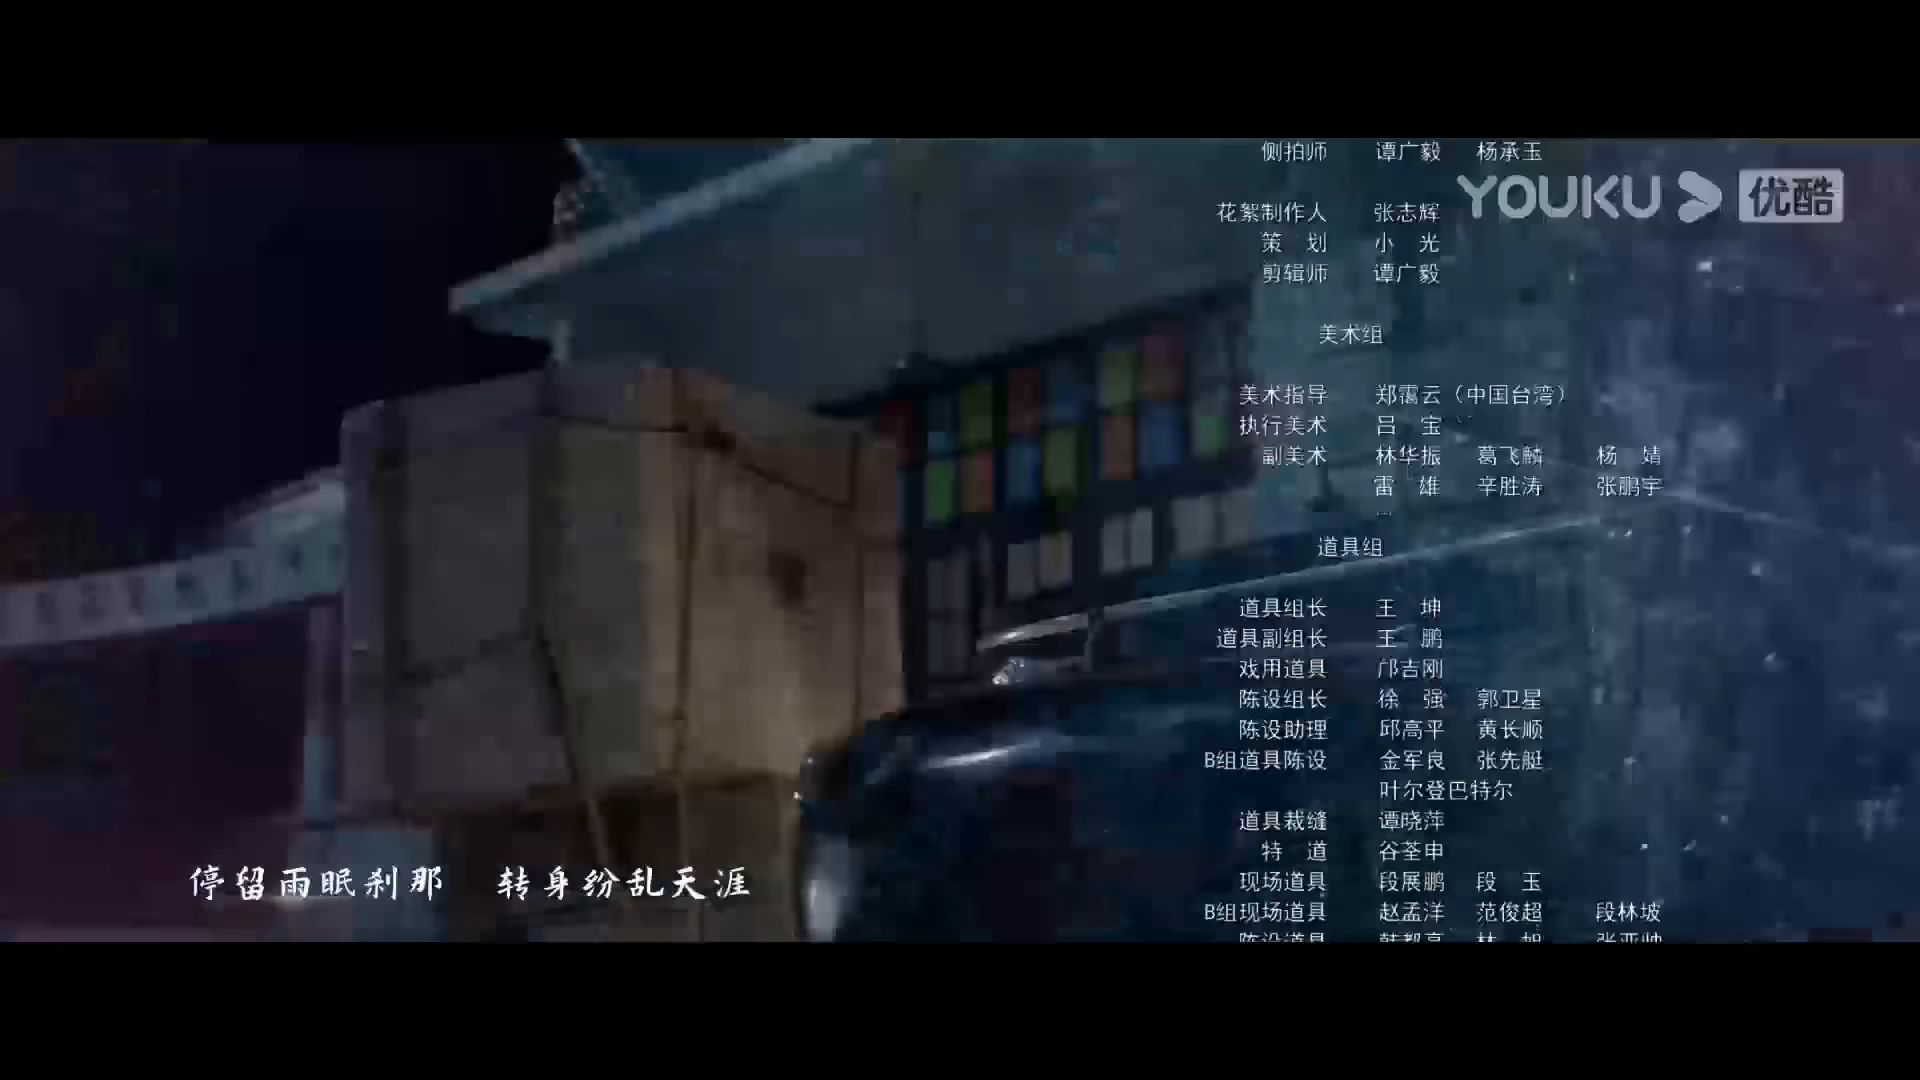 侧拍师 谭广毅 杨承玉
YOUKU 优酷
花絮制作人 张志辉
策 划 小 光
剪辑师 谭广毅
美术组
美术指导 郑霭云（中国台湾）
执行美术 吕 宝
副美术 林华振 葛飞麟 杨 婧
雷 雄 辛胜涛 张鹏宇
道具组
道具组长 王 坤
道具副组长 王 鹏
戏用道具 邝吉刚
陈设组长 徐 强 郭卫星
陈设助理 邱高平 黄长顺
B组道具陈设 金军良 张先艇
叶尔登巴特尔
道具裁缝 谭晓萍
特 道 谷荃申
现场道具 段展鹏 段 玉
B组现场道具 赵孟洋 范俊超 段林坡
陈设道具 林 旭
停留雨眠刹那 转身纷乱天涯